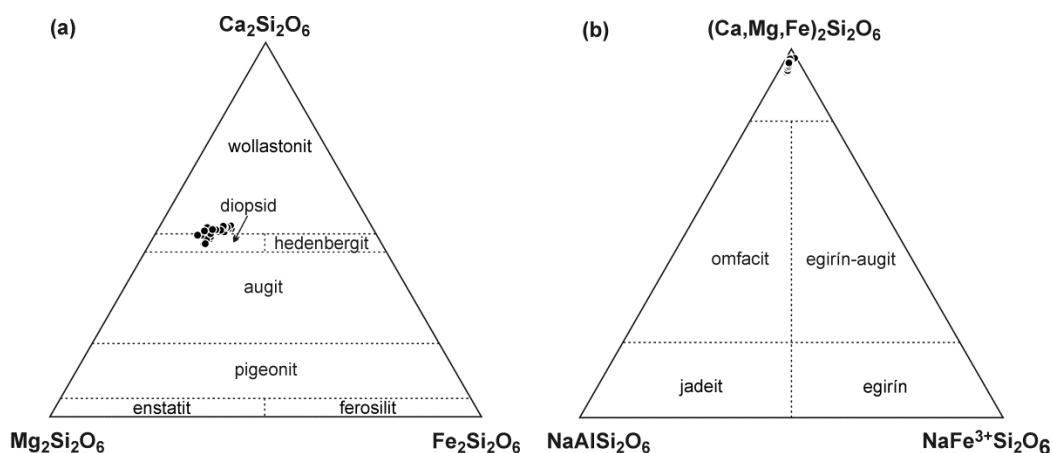 (a)
Ca₂Si₂O₆
wollastonit
diopsid
hedenbergit
augit
pigeonit
enstatit
ferosilit
Mg₂Si₂O₆
Fe₂Si₂O₆
(b)
(Ca,Mg,Fe)₂Si₂O₆
omfacit
egirín-augit
jadeit
egirín
NaAlSi₂O₆
NaFe³⁺Si₂O₆